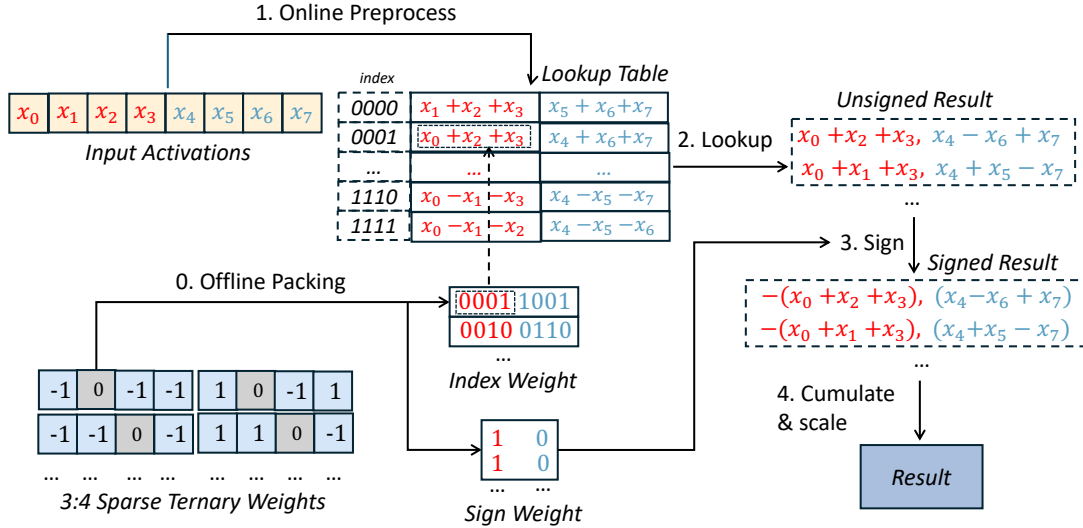 1. Online Preprocess
index
Lookup Table
x₀ x₁ x₂ x₃ x₄ x₅ x₆ x₇
Input Activations
0000 x₁ +x₂ +x₃ x₅ + x₆+x₇
0001 x₀ +x₂ +x₃ x₄ + x₆+x₇
... ... ...
1110 x₀ −x₁ −x₃ x₄ −x₅ −x₇
1111 x₀ −x₁ −x₂ x₄ −x₅ −x₆
2. Lookup
Unsigned Result
x₀ +x₂ +x₃, x₄ − x₆ + x₇
x₀ +x₁ +x₃, x₄ + x₅ − x₇
...
3. Sign
Signed Result
−(x₀ +x₂ +x₃), (x₄−x₆ + x₇)
−(x₀ +x₁ +x₃), (x₄+x₅ − x₇)
...
0. Offline Packing
0001 1001
0010 0110
...
Index Weight
-1 0 -1 -1 1 0 -1 1
-1 -1 0 -1 1 1 0 -1
... ... ... ... ... ... ... ...
3:4 Sparse Ternary Weights
1 0
1 0
... ...
Sign Weight
4. Cumulate
& scale
Result